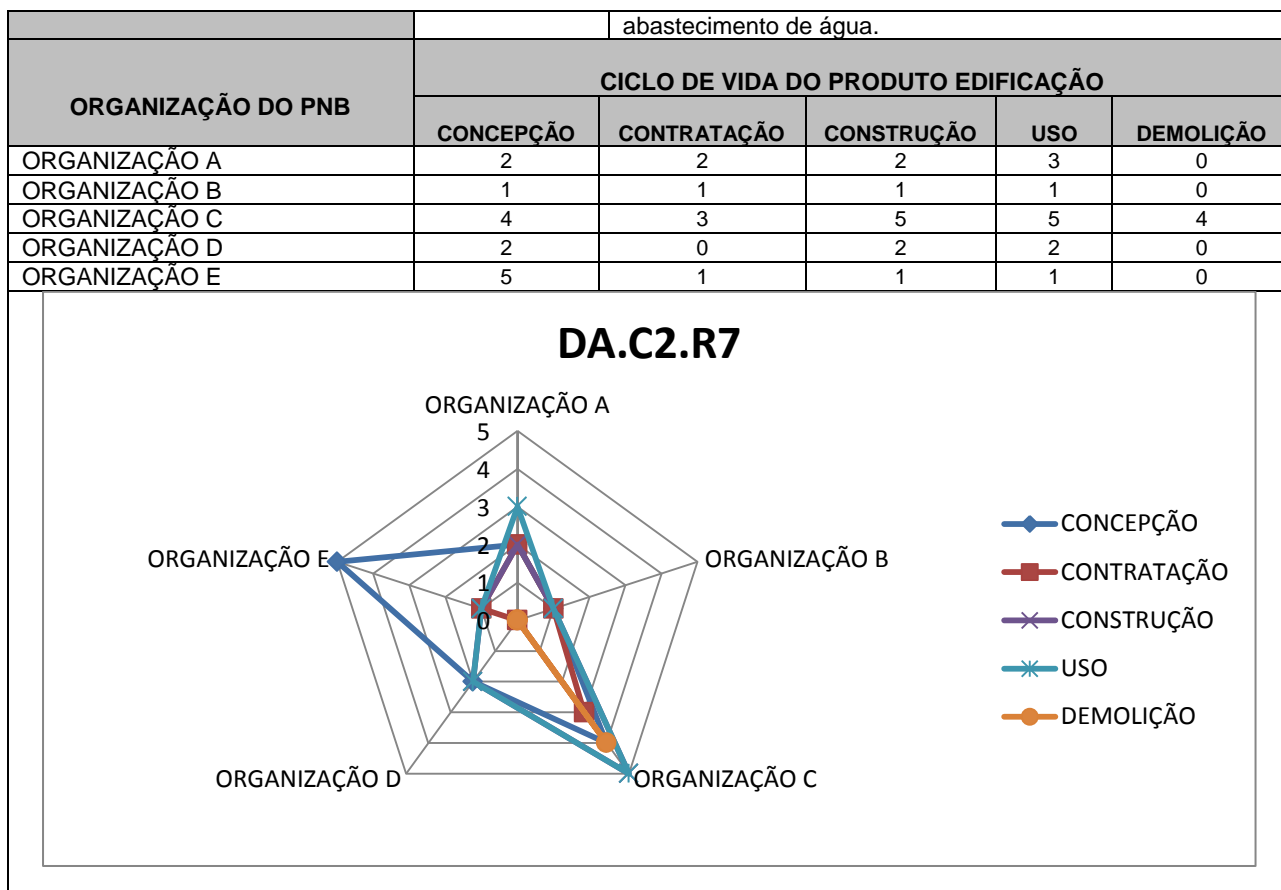 abastecimento de água.
ORGANIZAÇÃO DO PNB
CICLO DE VIDA DO PRODUTO EDIFICAÇÃO
CONCEPÇÃO CONTRATAÇÃO CONSTRUÇÃO USO DEMOLIÇÃO
ORGANIZAÇÃO A 2 2 2 3 0
ORGANIZAÇÃO B 1 1 1 1 0
ORGANIZAÇÃO C 4 3 5 5 4
ORGANIZAÇÃO D 2 0 2 2 0
ORGANIZAÇÃO E 5 1 1 1 0
DA.C2.R7
ORGANIZAÇÃO A
5
4
3
2
1
0
ORGANIZAÇÃO E
ORGANIZAÇÃO B
ORGANIZAÇÃO D
ORGANIZAÇÃO C
CONCEPÇÃO
CONTRATAÇÃO
CONSTRUÇÃO
USO
DEMOLIÇÃO